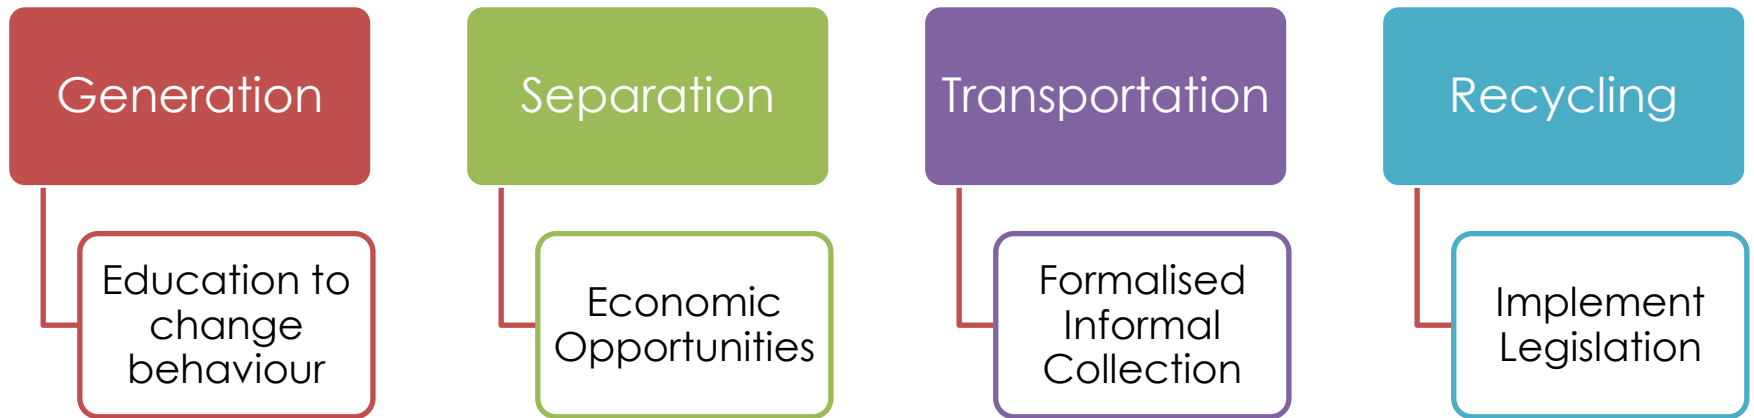 Generation
Education to
change
behaviour
Separation
Economic
Opportunities
Transportation
Formalised
Informal
Collection
Recycling
Implement
Legislation